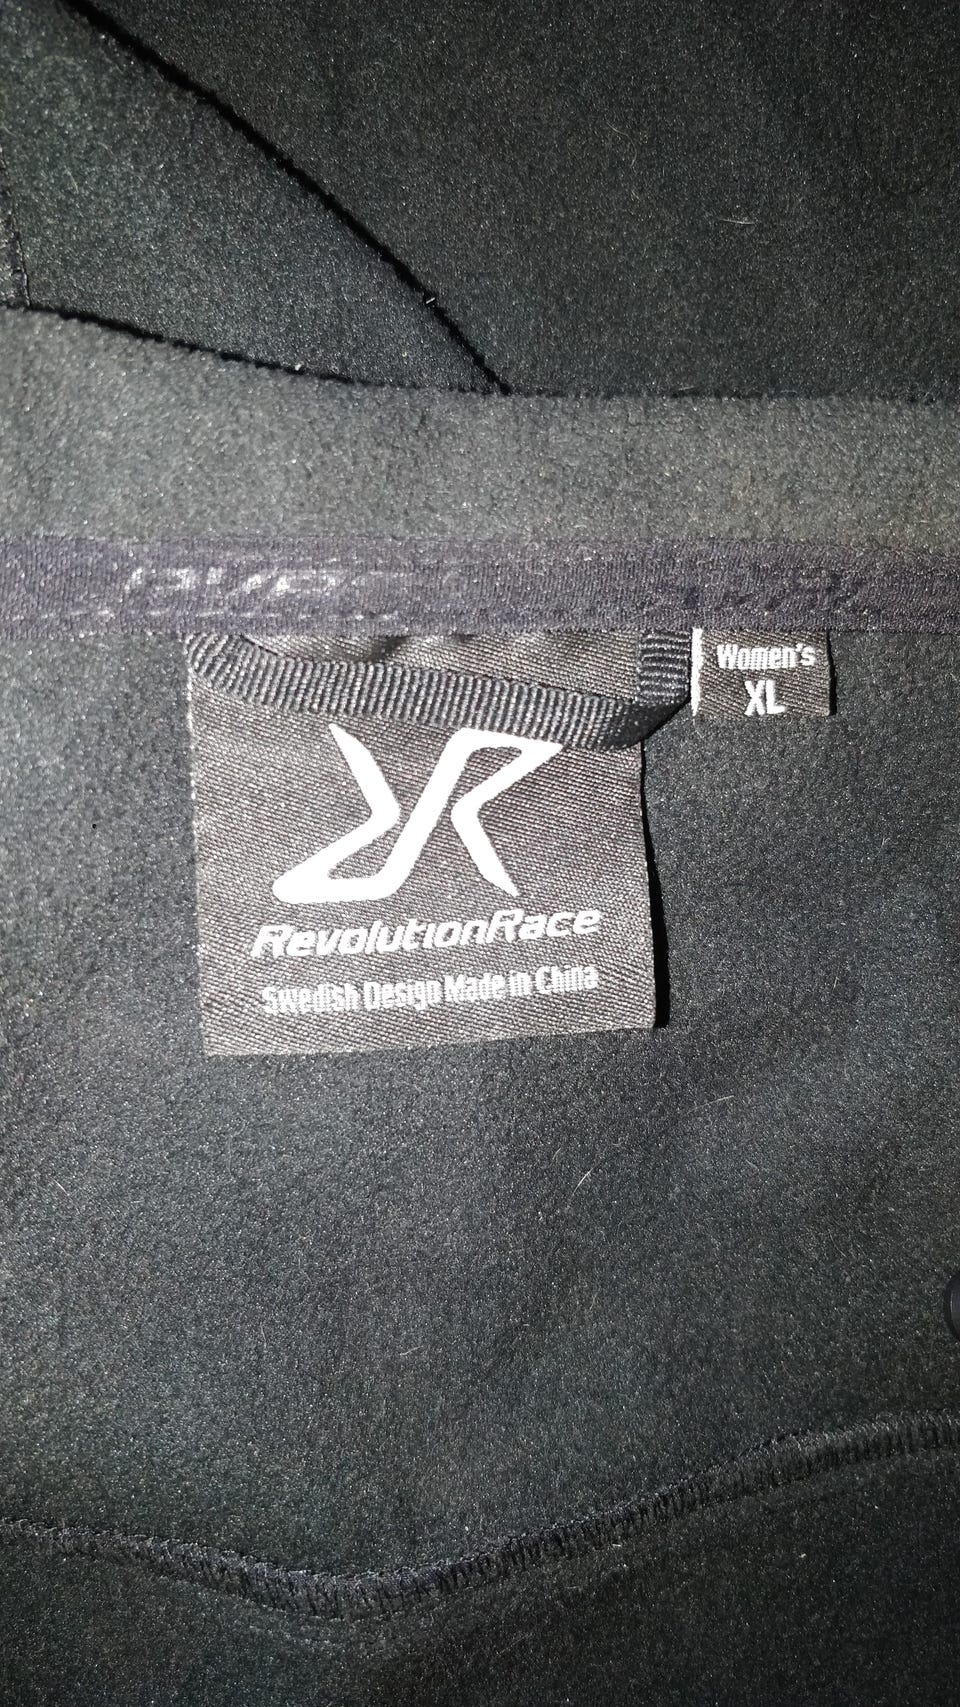 Women's
XL
RevolutionRace
Swedish Design Made in China